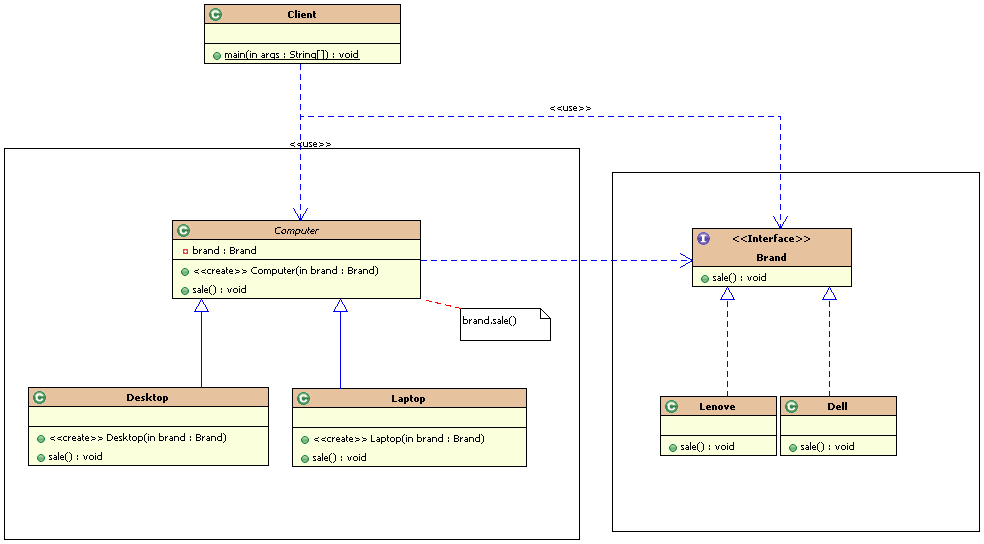 Client
main(in args : String[]) : void
<<use>>
<<use>>
Computer
brand : Brand
<<create>> Computer(in brand : Brand)
sale() : void
brand.sale()
<<Interface>>
Brand
sale() : void
Desktop
<<create>> Desktop(in brand : Brand)
sale() : void
Laptop
<<create>> Laptop(in brand : Brand)
sale() : void
Lenove
sale() : void
Dell
sale() : void